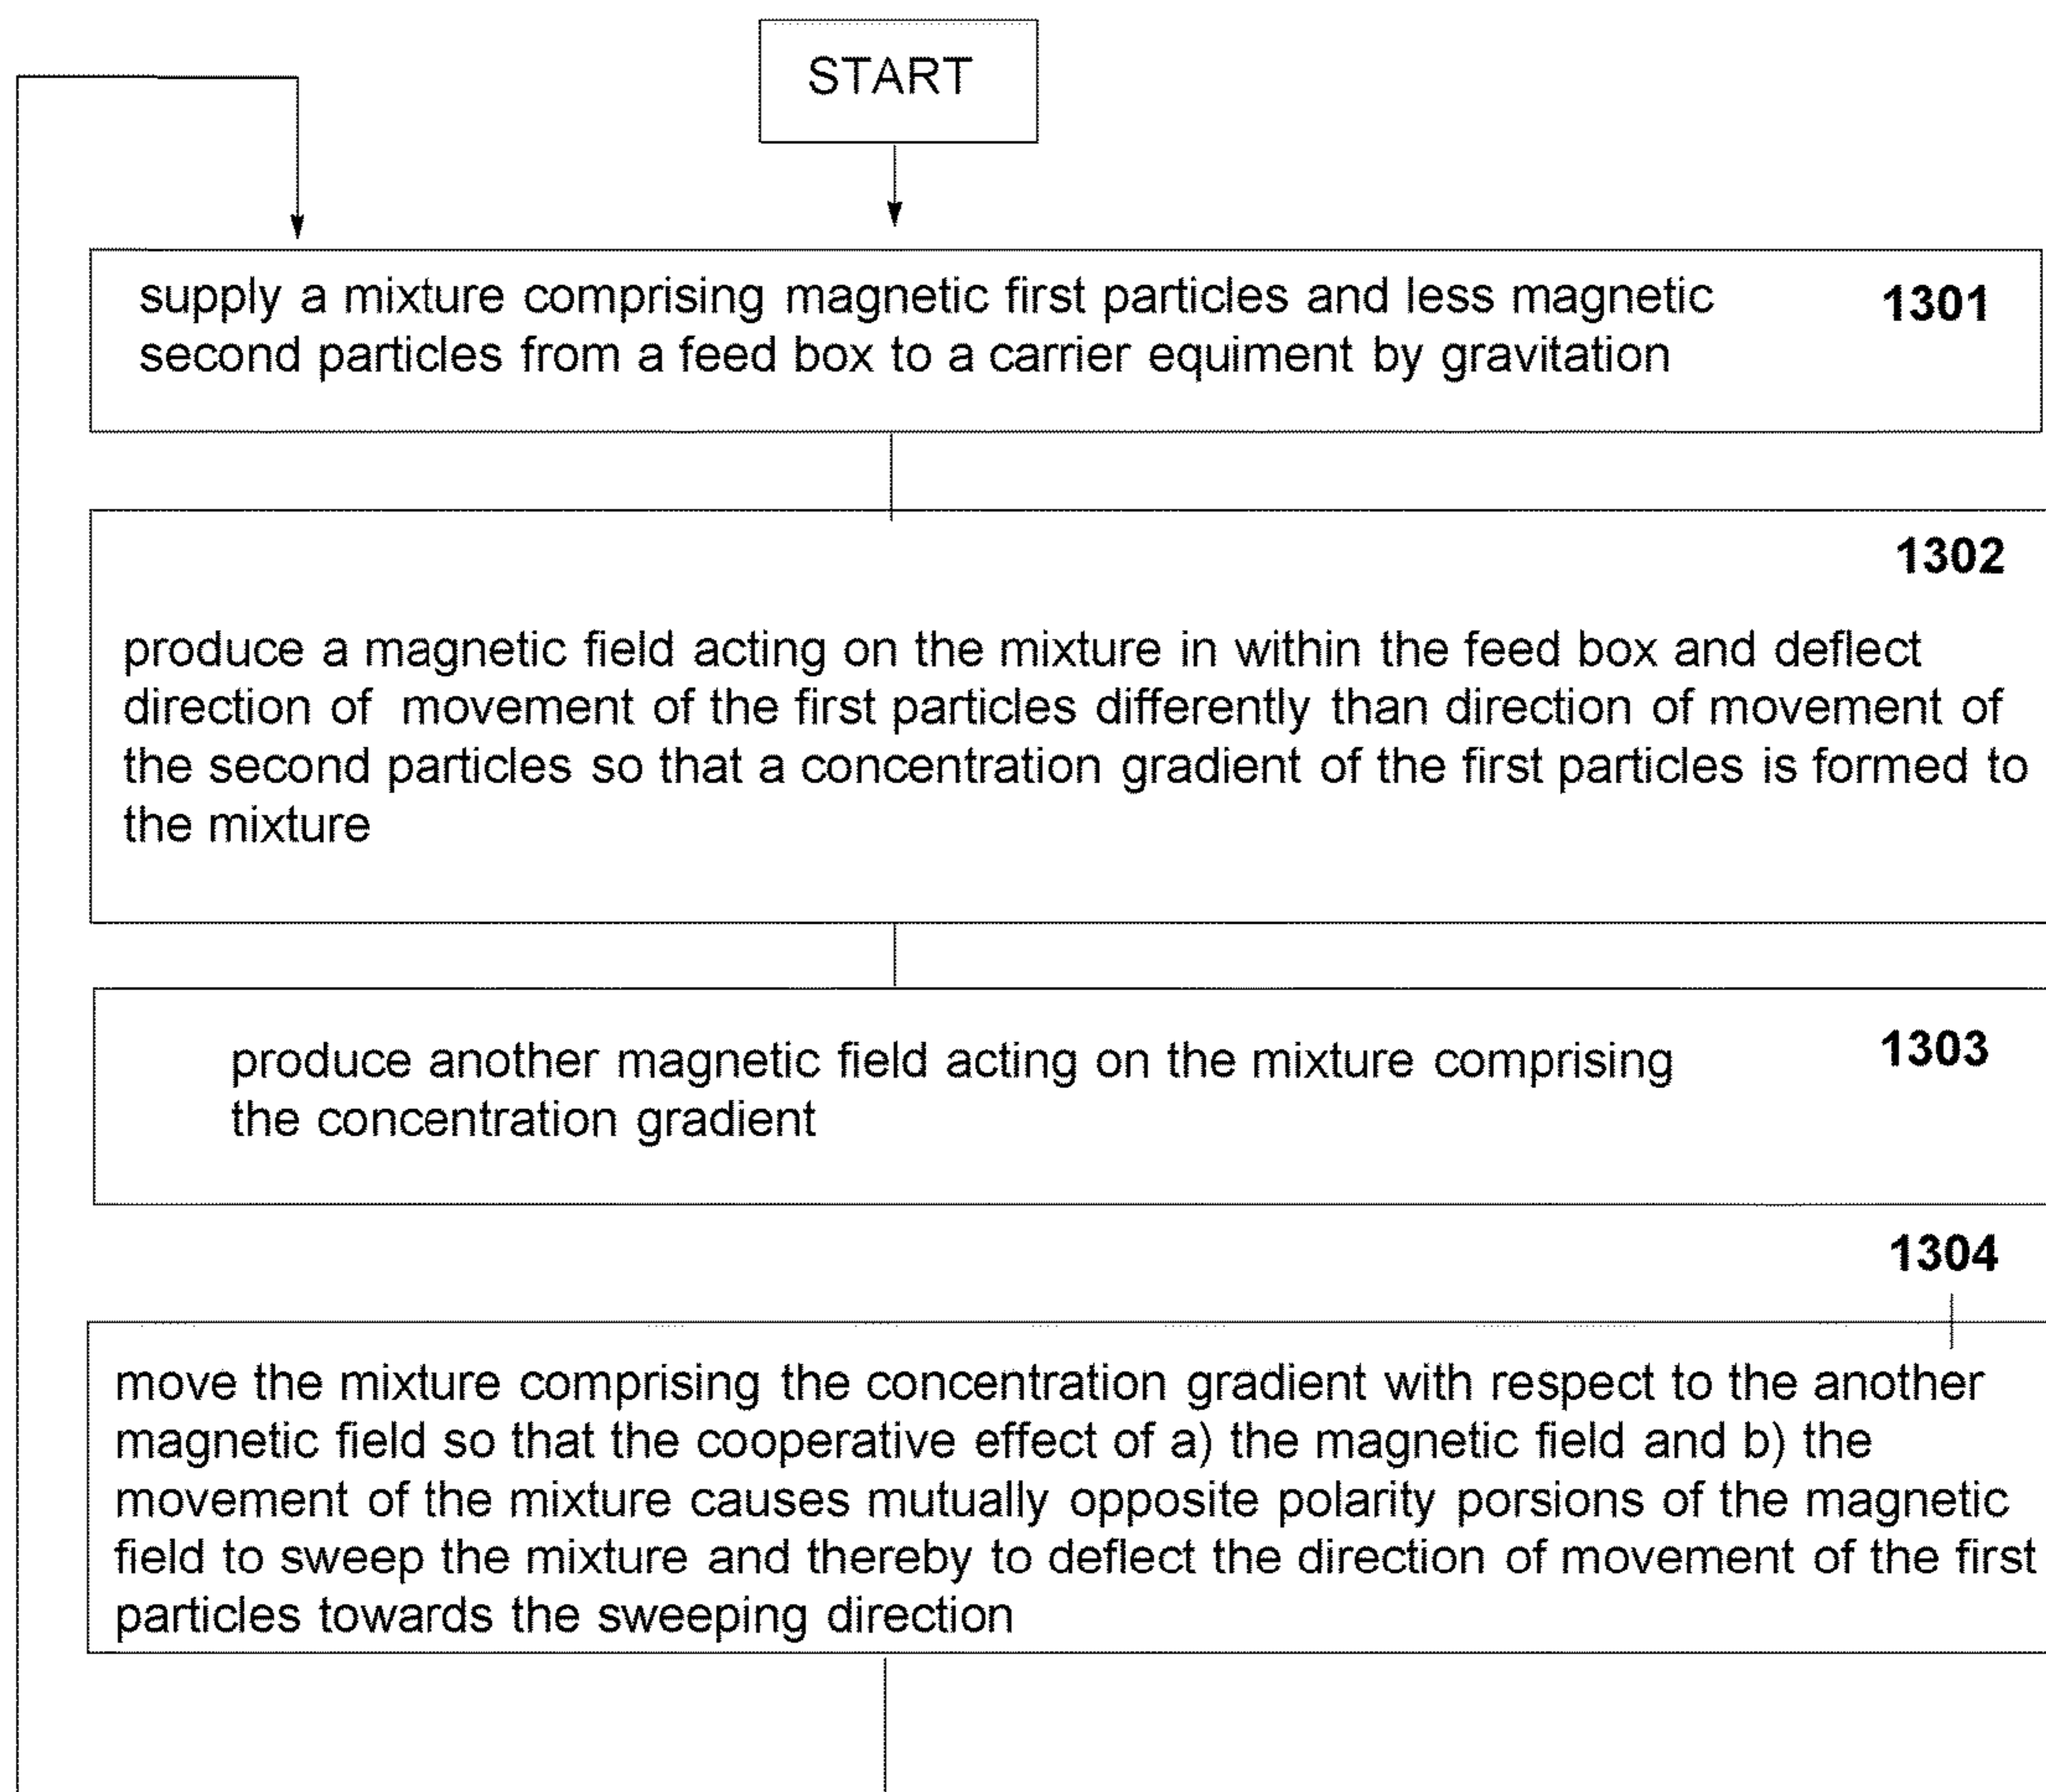 START
supply a mixture comprising magnetic first particles and less magnetic
1301
second particles from a feed box to a carrier equiment by gravitation
1302
produce a magnetic field acting on the mixture in within the feed box and deflect
direction of movement of the first particles differently than direction of movement of
the second particles so that a concentration gradient of the first particles is formed to
the mixture
1303
produce another magnetic field acting on the mixture comprising
the concentration gradient
1304
move the mixture comprising the concentration gradient with respect to the another
magnetic field so that the cooperative effect of a) the magnetic field and b) the
movement of the mixture causes mutually opposite polarity porsions of the magnetic
field to sweep the mixture and thereby to deflect the direction of movement of the first
particles towards the sweeping direction